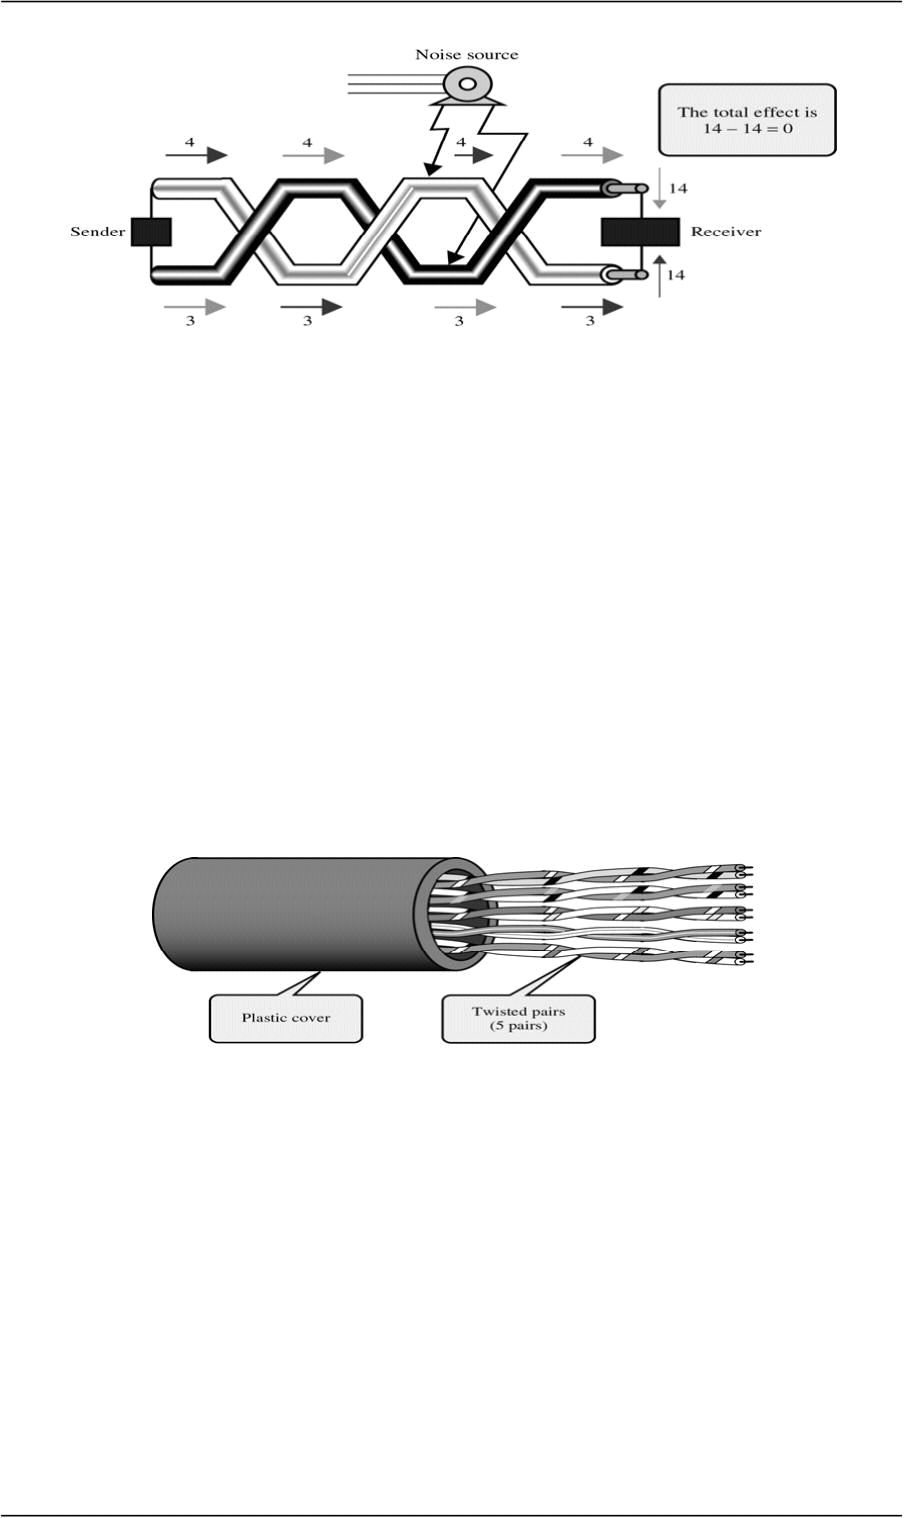 Noise source
The total effect is
14 – 14 = 0
4 4 4 4
14
Sender
Receiver
14
3 3 3 3
Plastic cover
Twisted pairs
(5 pairs)